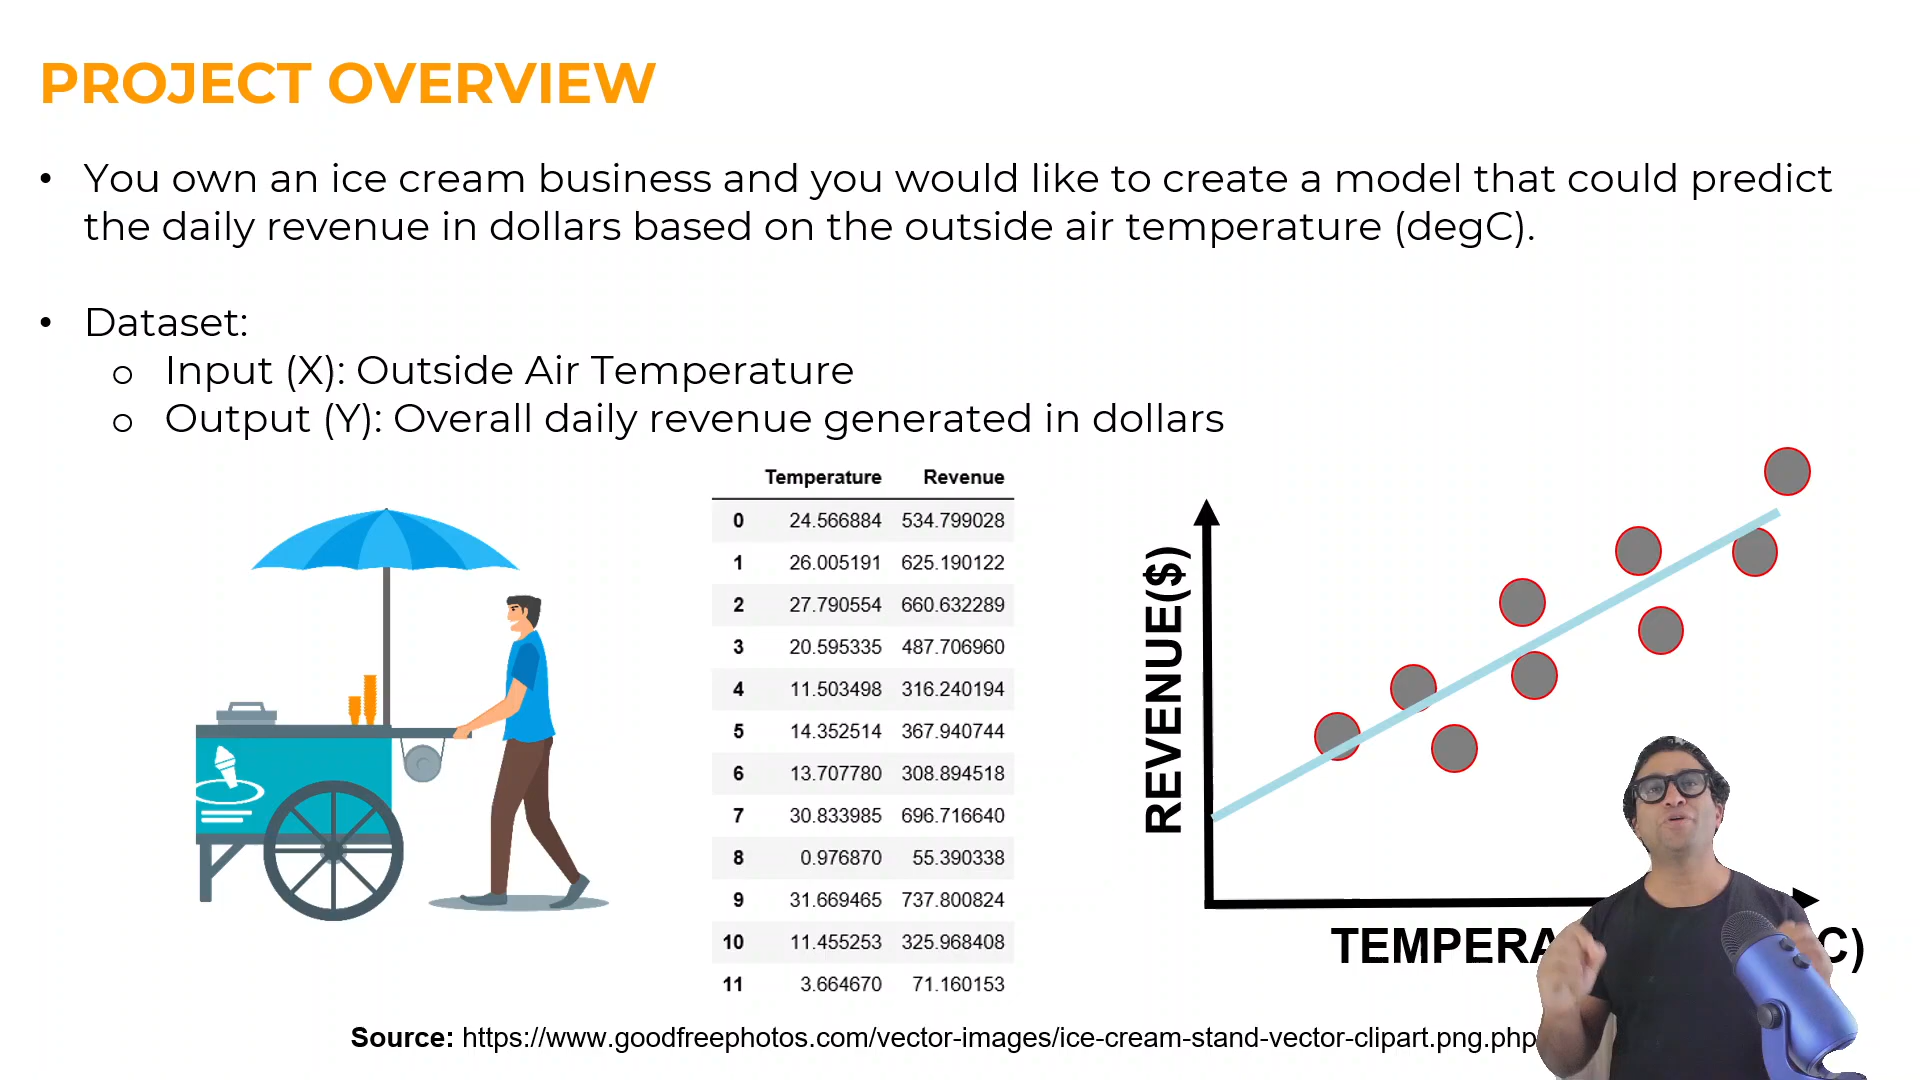 PROJECT OVERVIEW
• You own an ice cream business and you would like to create a model that could predict
the daily revenue in dollars based on the outside air temperature (degC).
• Dataset:
o Input (X): Outside Air Temperature
o Output (Y): Overall daily revenue generated in dollars
Temperature Revenue
0 24.566884 534.799028
1 26.005191 625.190122
2 27.790554 660.632289
3 20.595335 487.706960
4 11.503498 316.240194
5 14.352514 367.940744
6 13.707780 308.894518
7 30.833985 696.716640
8 0.976870 55.390338
9 31.669465 737.800824
10 11.455253 325.968408
11 3.664670 71.160153
REVENUE($)
TEMPERA C)
Source: https://www.goodfreephotos.com/vector-images/ice-cream-stand-vector-clipart.png.php